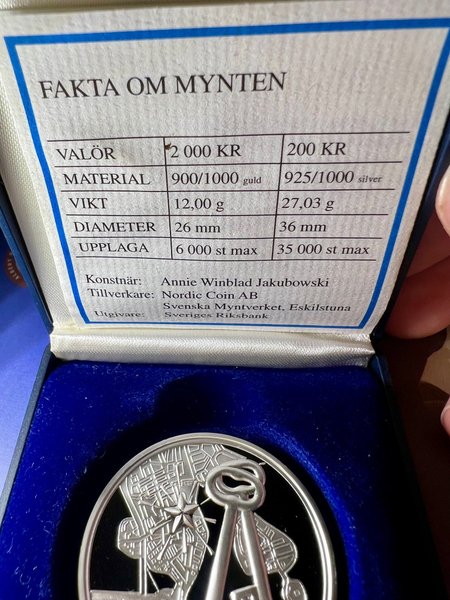 FAKTA OM MYNTEN
VALÖR 2 000 KR 200 KR
MATERIAL 900/1000 guld 925/1000 silver
VIKT 12,00 g 27,03 g
DIAMETER 26 mm 36 mm
UPPLAGA 6 000 st max 35 000 st max
Konstnär: Annie Winblad Jakubowski
Tillverkare: Nordic Coin AB
Svenska Myntverket, Eskilstuna
Utgivare: Sveriges Riksbank